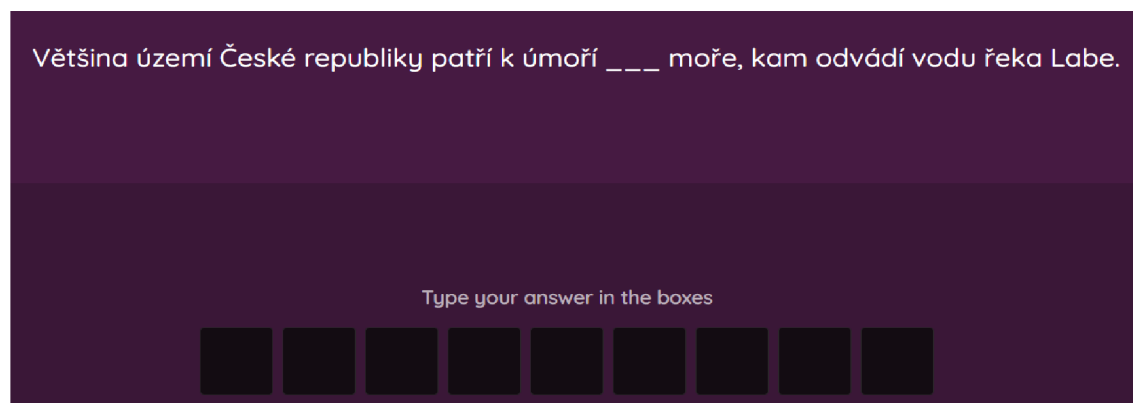 Většina území České republiky patří k úmoří ___ moře, kam odvádí vodu řeka Labe.
Type your answer in the boxes